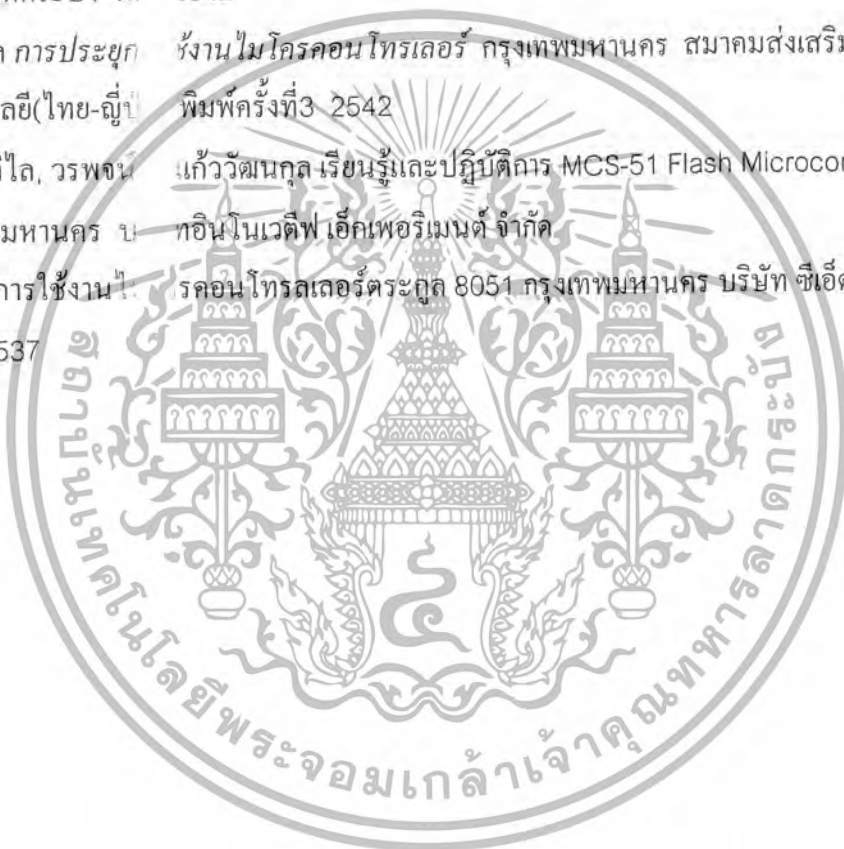 การประยุก ช้งานไมโครคอนโทรเลอร์ กรุงเทพมหานคร สมาคมส่งเสริม
ลยี(ไทย-ญี่ป พิมพ์ครั้งที่3 2542
วิไล, วรพจน แก้ววัฒนกุล เรียนรู้และปฏิบัติการ MCS-51 Flash Microcor
มหานคร บ ทอินโนเวตีฟ เอ็กเพอริเมนต์ จำกัด
การใช้งานไ รคอนโทรลเลอร์ตระกูล 8051 กรุงเทพมหานคร บริษัท ซีเอ็ด
537
สถาบันเทคโนโลยีพระจอมเกล้าเจ้าคุณทหารลาดกระบัง